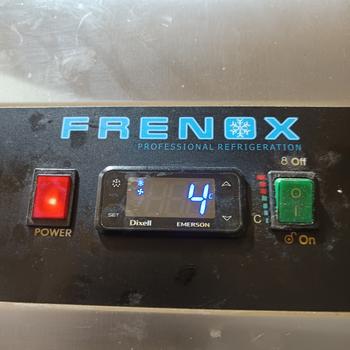 FRENOX
PROFESSIONAL REFRIGERATION
8 Off
4
°C
SET
Dixell EMERSON
C
POWER
On